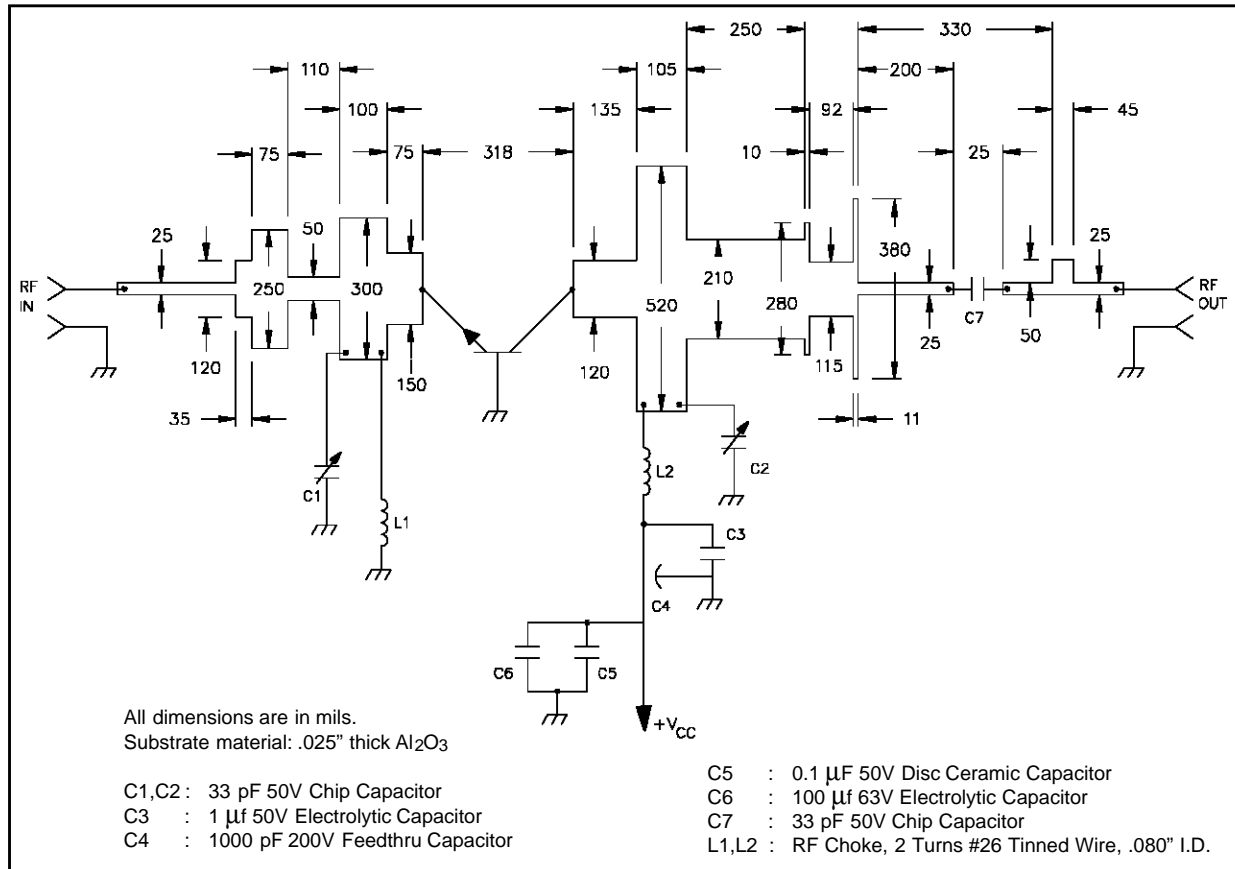 250
330
110
105
200
100
135
92
45
75
75
318
10
25
25
50
380
25
RF
IN
250
300
210
280
RF
OUT
520
C7
120
150
120
115
25
50
35
11
C1
L1
L2
C2
C3
C4
C6
C5
+VCC
All dimensions are in mils.
Substrate material: .025" thick Al2O3
C1,C2 : 33 pF 50V Chip Capacitor
C3 : 1 μf 50V Electrolytic Capacitor
C4 : 1000 pF 200V Feedthru Capacitor
C5 : 0.1 μF 50V Disc Ceramic Capacitor
C6 : 100 μf 63V Electrolytic Capacitor
C7 : 33 pF 50V Chip Capacitor
L1,L2 : RF Choke, 2 Turns #26 Tinned Wire, .080" I.D.